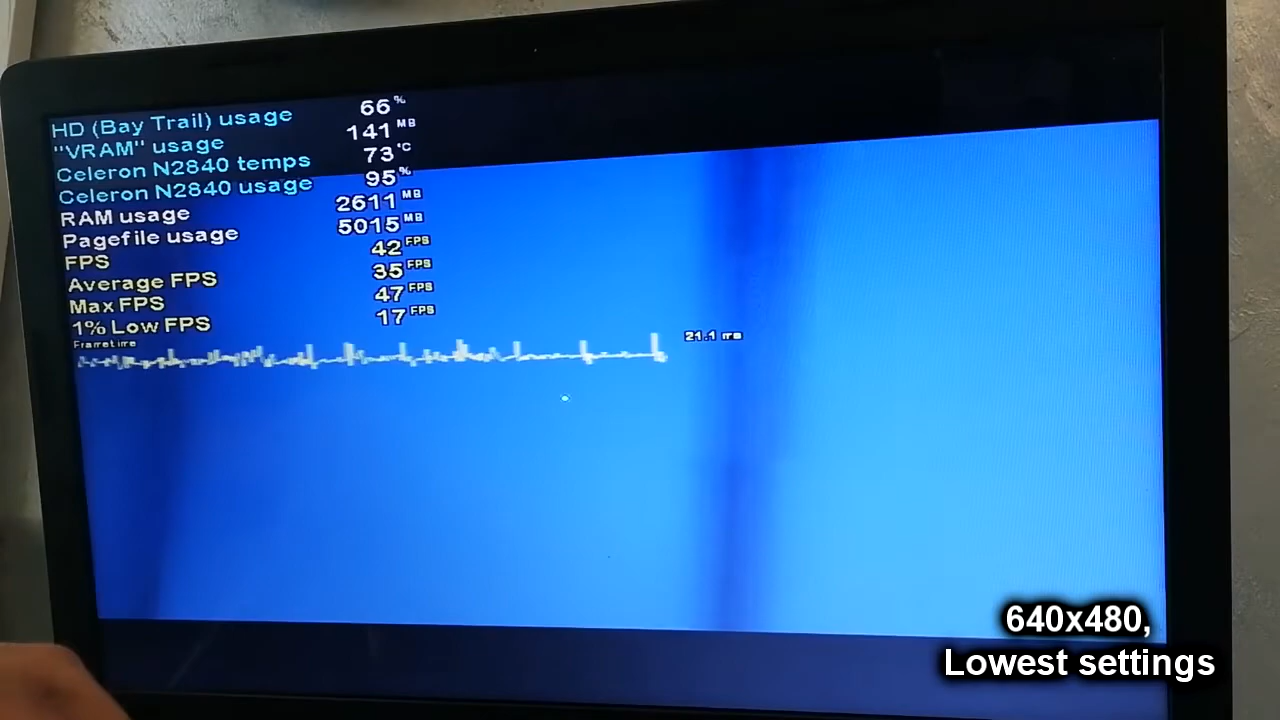 HD (Bay Trail) usage 66 %
"VRAM" usage 141 MB
Celeron N2840 temps 73 °C
Celeron N2840 usage 95 %
RAM usage 2611 MB
Pagefile usage 5015 MB
FPS 42 FPS
Average FPS 35 FPS
Max FPS 47 FPS
1% Low FPS 17 FPS
Frametime
21.1 ms
640x480,
Lowest settings